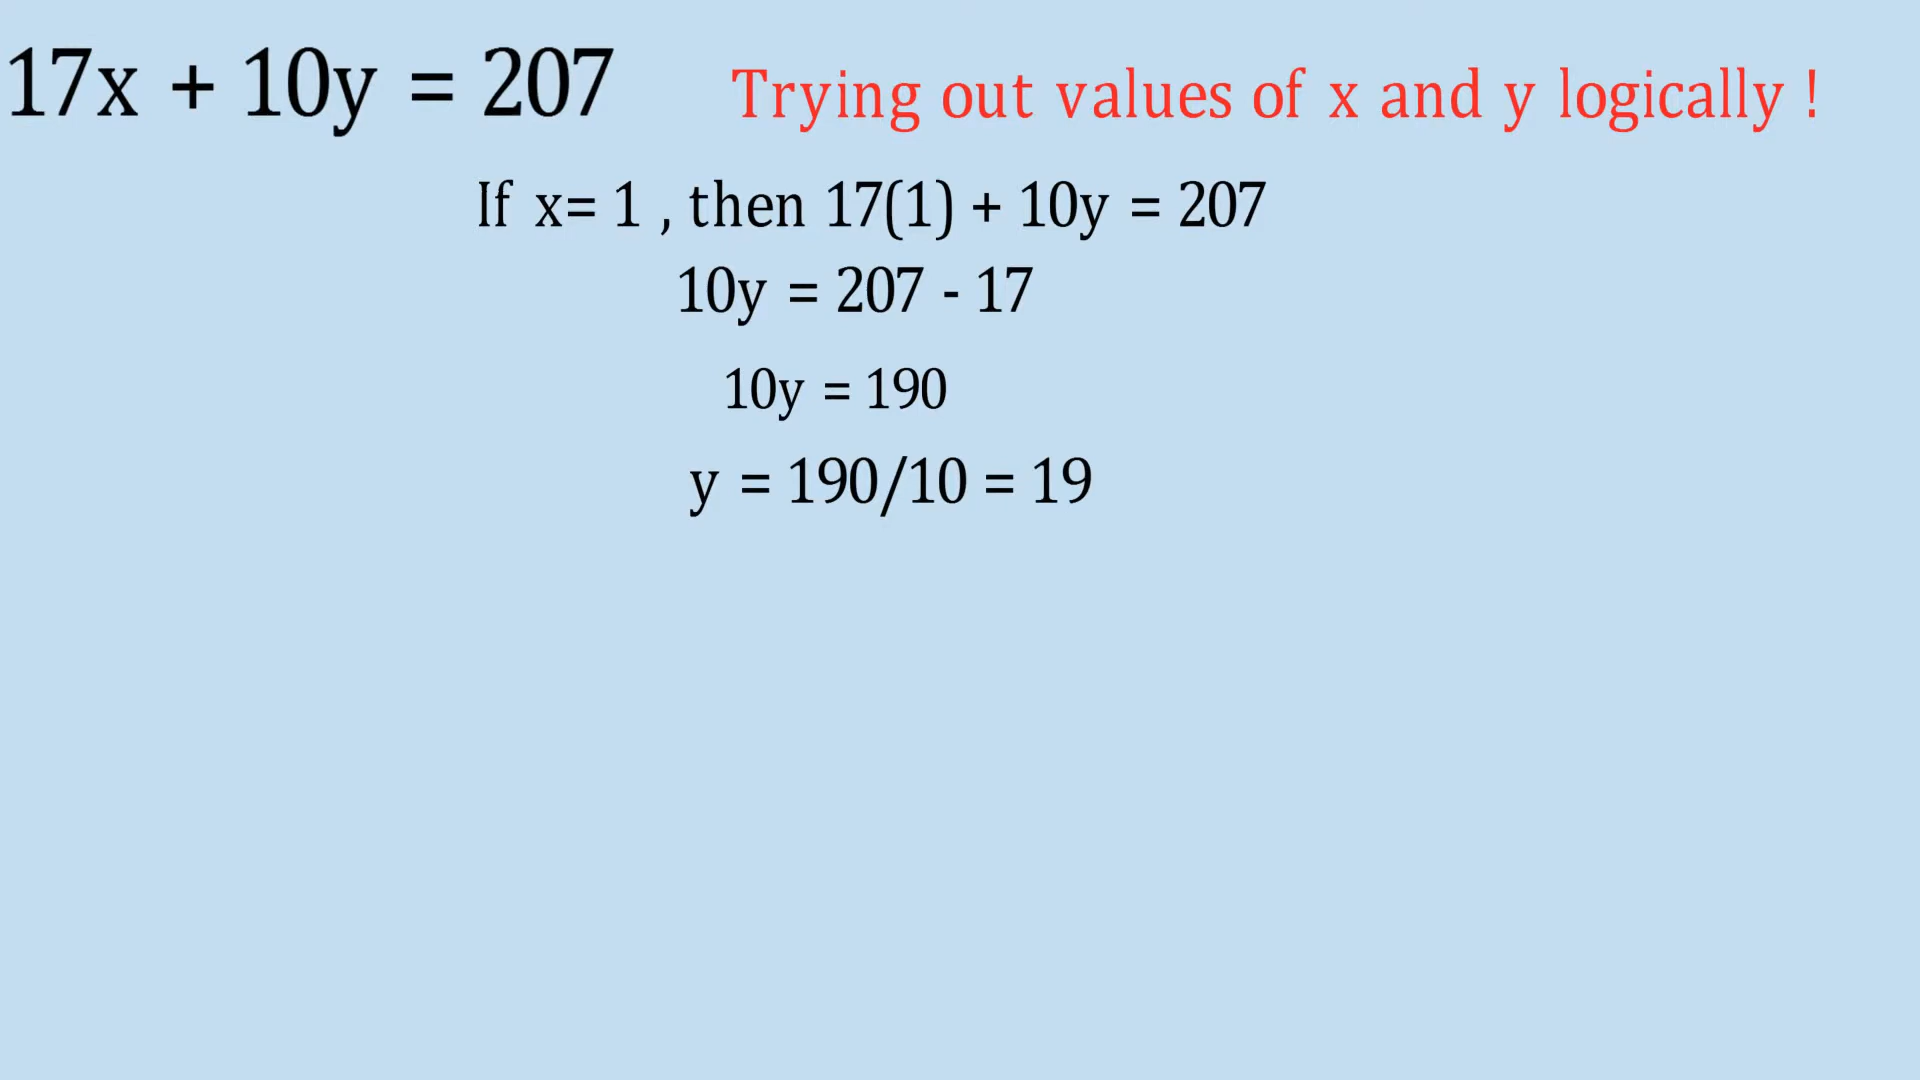 17x + 10y = 207
Trying out values of x and y logically !
If x= 1 , then 17(1) + 10y = 207
10y = 207 - 17
10y = 190
y = 190/10 = 19